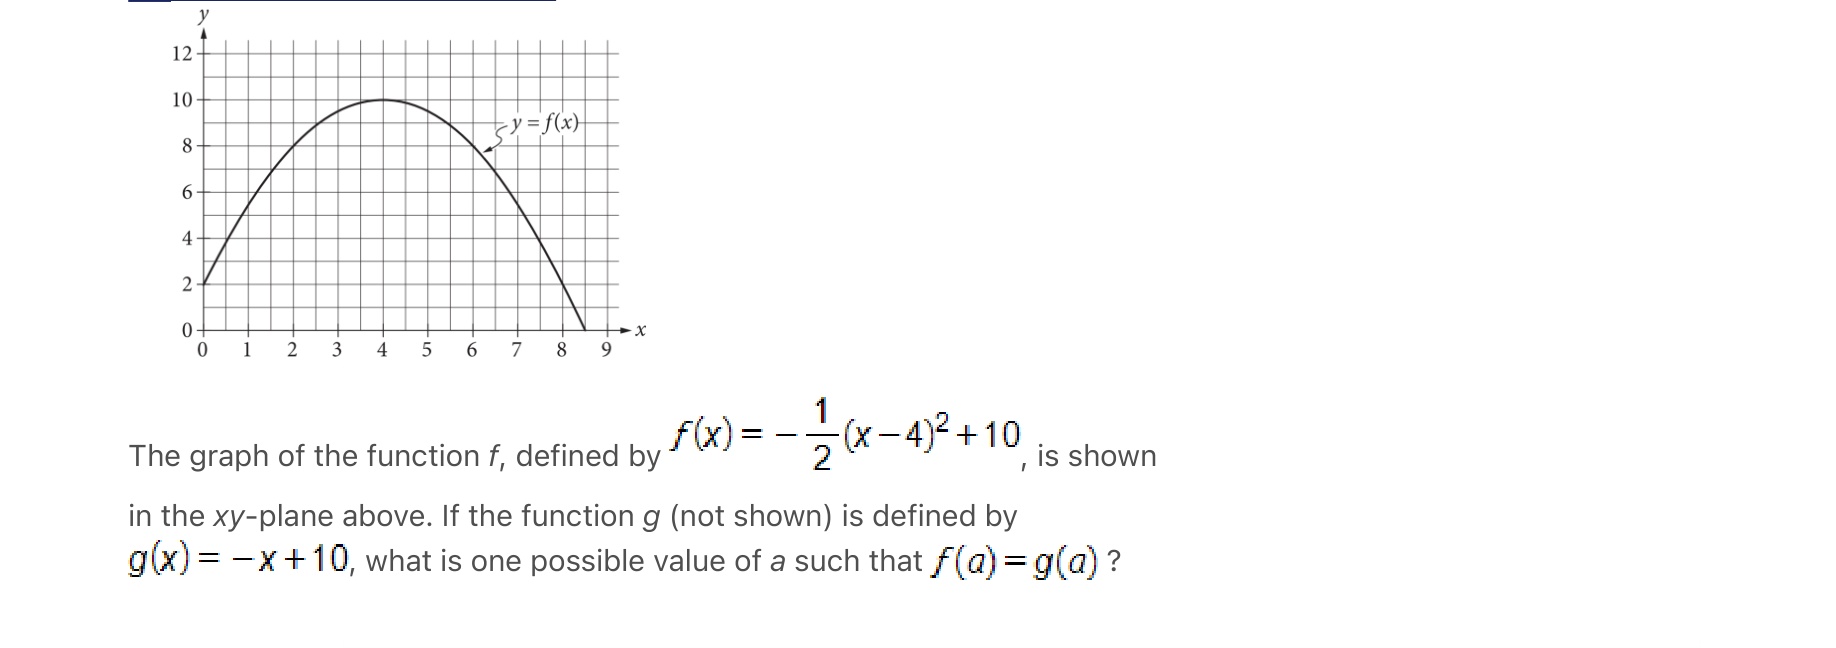 y
12
10
y = f(x)
8
6
4
2
0
x
0 1 2 3 4 5 6 7 8 9
The graph of the function f, defined by f(x) = -\frac{1}{2}(x-4)^2+10, is shown
in the xy-plane above. If the function g (not shown) is defined by
g(x) = -x+10, what is one possible value of a such that f(a)=g(a) ?